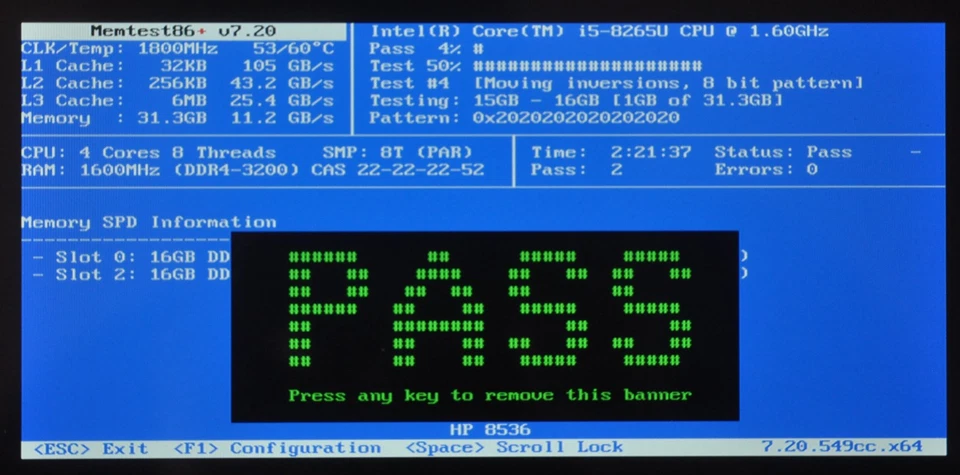 Memtest86+ v7.20
Intel(R) Core(TM) i5-8265U CPU @ 1.60GHz
CLK/Temp: 1800MHz 53/60°C
Pass 4% #
L1 Cache: 32KB 105 GB/s
Test 50% ####################
L2 Cache: 256KB 43.2 GB/s
Test #4 [Moving inversions, 8 bit pattern]
L3 Cache: 6MB 25.4 GB/s
Testing: 15GB - 16GB [1GB of 31.3GB]
Memory : 31.3GB 11.2 GB/s
Pattern: 0x2020202020202020
CPU: 4 Cores 8 Threads SMP: 8T (PAR)
Time: 2:21:37 Status: Pass -
RAM: 1600MHz (DDR4-3200) CAS 22-22-22-52
Pass: 2 Errors: 0
Memory SPD Information
- Slot 0: 16GB DD
- Slot 2: 16GB DD
PASS
Press any key to remove this banner
HP 8536
<ESC> Exit <F1> Configuration <Space> Scroll Lock 7.20.549cc.x64